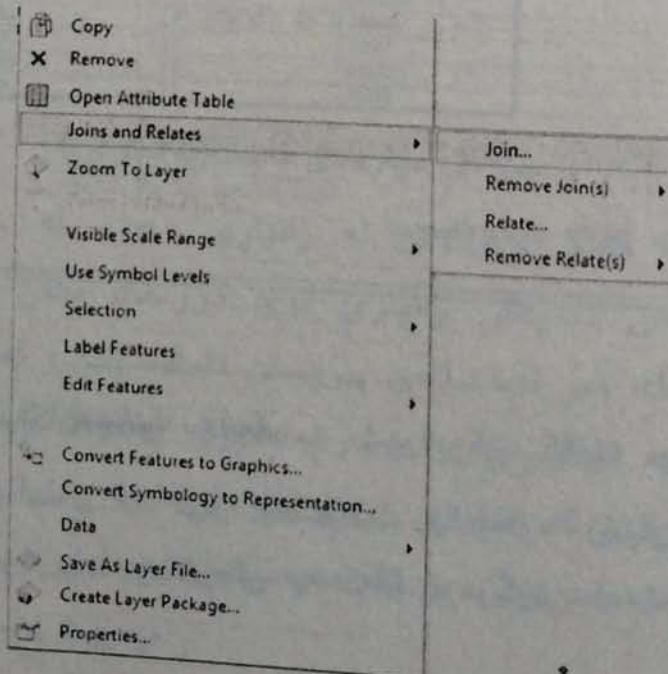 Copy
Remove
Open Attribute Table
Joins and Relates
Zoom To Layer
Visible Scale Range
Use Symbol Levels
Selection
Label Features
Edit Features
Convert Features to Graphics...
Convert Symbology to Representation...
Data
Save As Layer File...
Create Layer Package...
Properties...
Join...
Remove Join(s)
Relate...
Remove Relate(s)